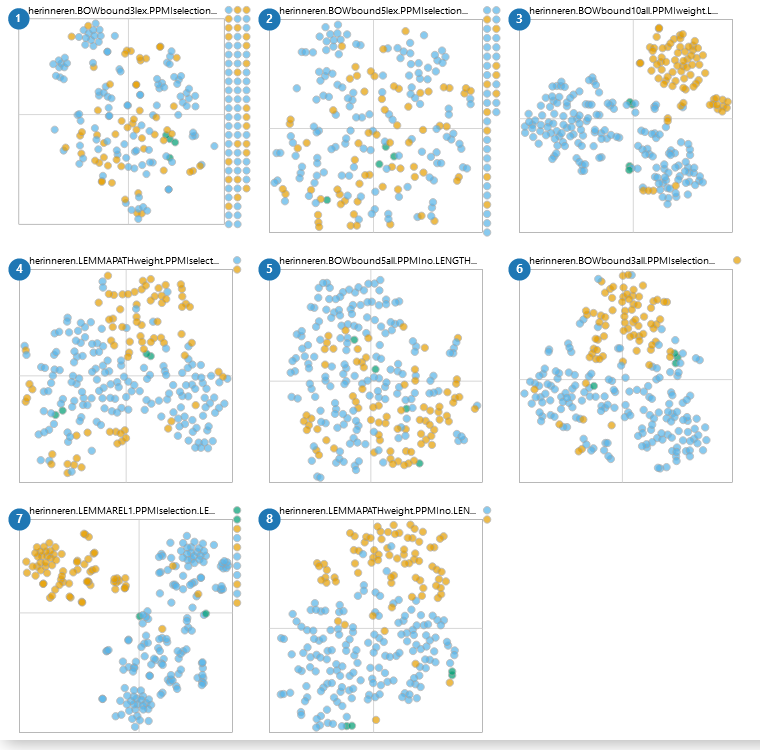 1 herinneren.BOWbound3lex.PPMIselection...
2 herinneren.BOWbound5lex.PPMIselection...
3 herinneren.BOWbound10all.PPMIweight.L...
4 herinneren.LEMMAPATHweight.PPMIselect...
5 herinneren.BOWbound5all.PPMIno.LENGTH...
6 herinneren.BOWbound3all.PPMIselection...
7 herinneren.LEMMAREL1.PPMIselection.LE...
8 herinneren.LEMMAPATHweight.PPMIno.LEN...